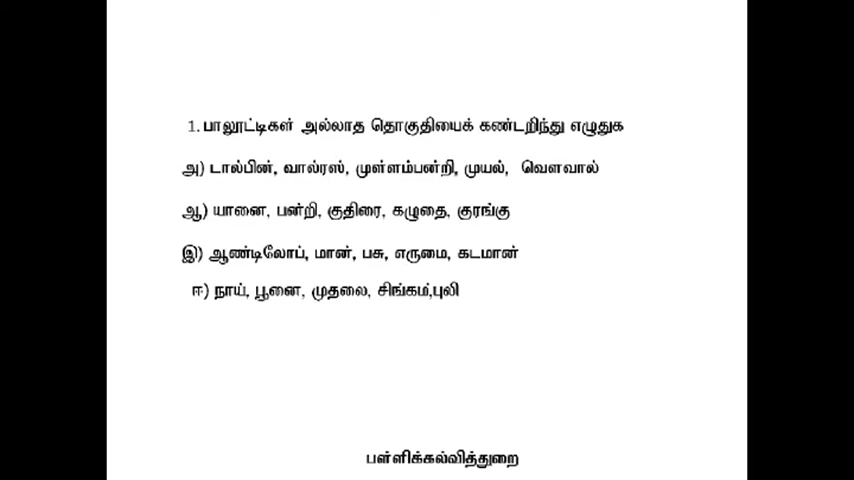 1. பாலூட்டிகள் அல்லாத தொகுதியைக் கண்டறிந்து எழுதுக
அ) டால்பின், வால்ரஸ், முள்ளம்பன்றி, முயல், வௌவால்
ஆ) யானை, பன்றி, குதிரை, கழுதை, குரங்கு
இ) ஆண்டிலோப், மான், பசு, எருமை, கடமான்
ஈ) நாய், பூனை, முதலை, சிங்கம்,புலி
பள்ளிக்கல்வித்துறை